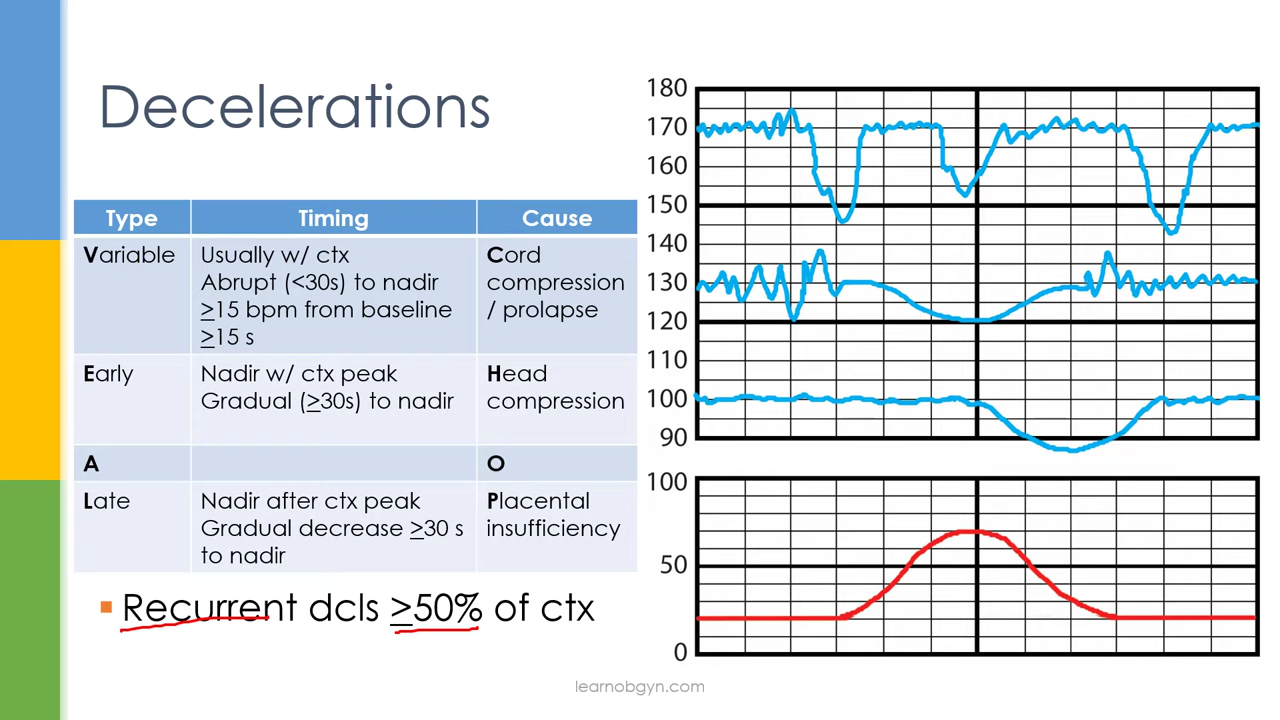 Decelerations
Type Timing Cause
Variable Usually w/ ctx Cord
Abrupt (<30s) to nadir compression
≥15 bpm from baseline / prolapse
≥15 s
Early Nadir w/ ctx peak Head
Gradual (≥30s) to nadir compression
A O
Late Nadir after ctx peak Placental
Gradual decrease ≥30 s insufficiency
to nadir
Recurrent dcls ≥50% of ctx
180
170
160
150
140
130
120
110
100
90
100
50
0
learnobgyn.com